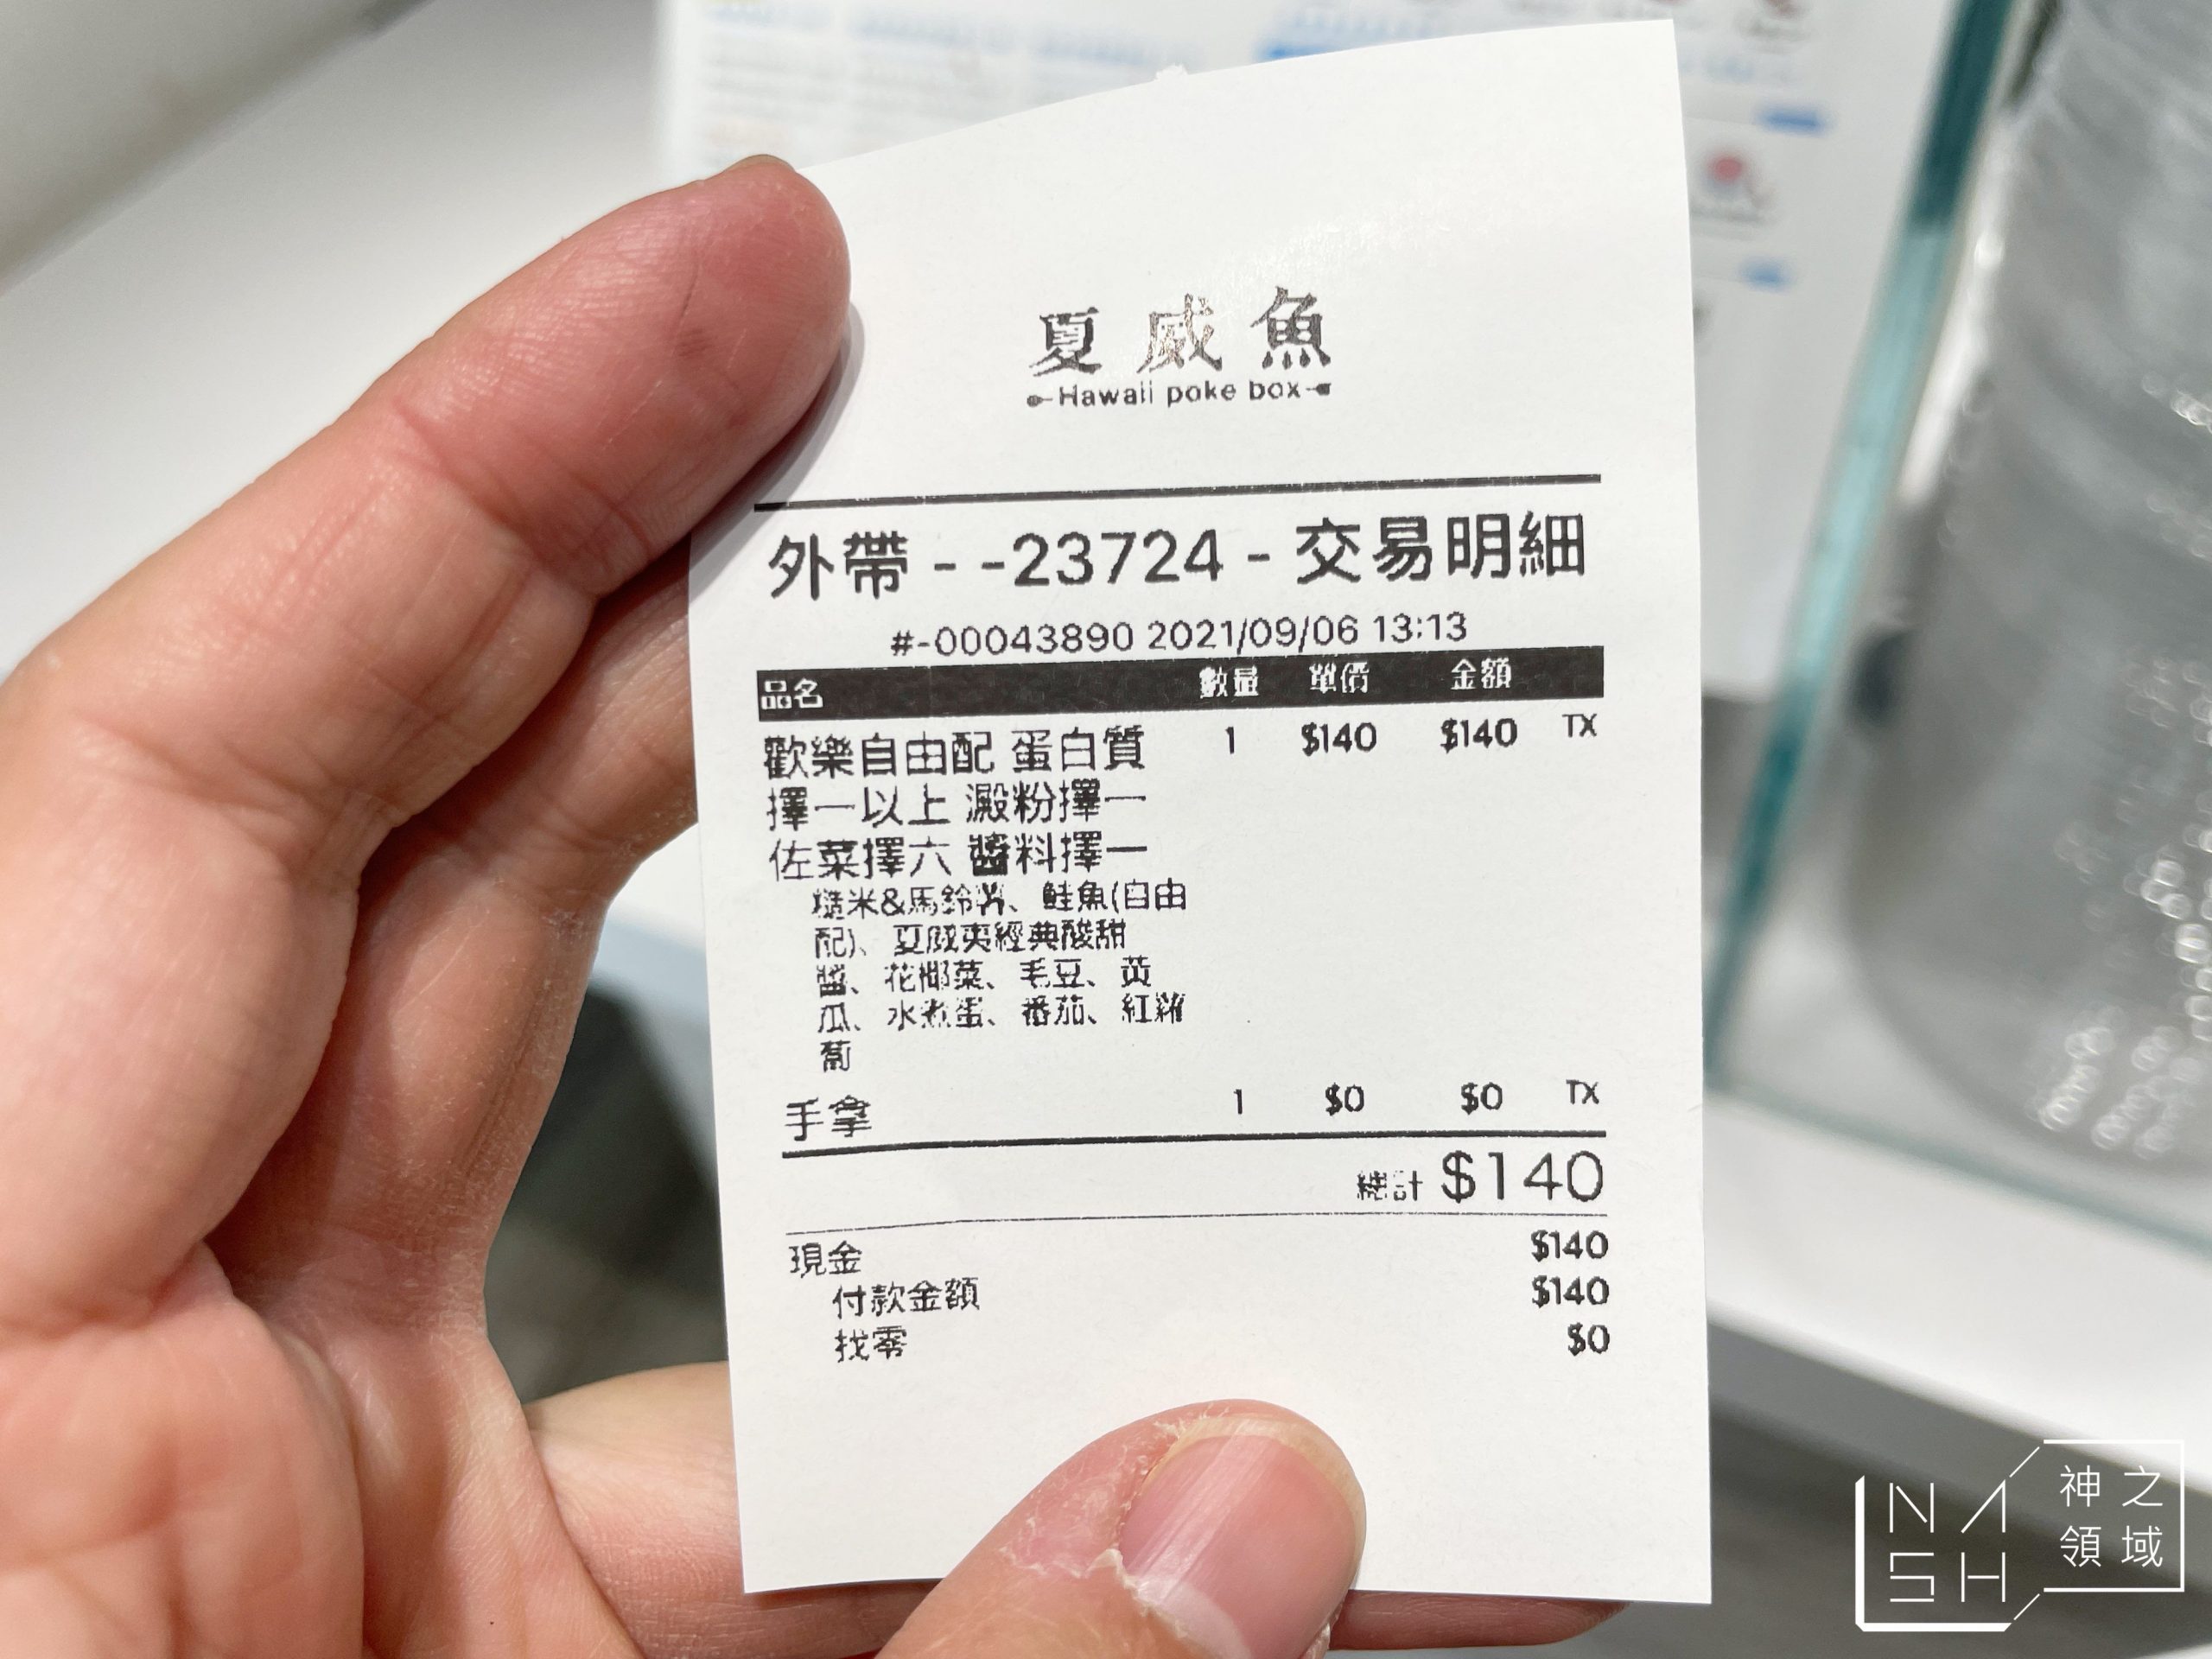 夏威魚
Hawaii poke box
外帶 - -23724 - 交易明細
#-00043890 2021/09/06 13:13
品名 數量 單價 金額
歡樂自由配 蛋白質 1 $140 $140 TX
擇一以上 澱粉擇一
佐菜擇六 醬料擇一
糙米&馬鈴薯、鮭魚(自由
配)、夏威夷經典酸甜
醬、花椰菜、毛豆、黃
瓜、水煮蛋、番茄、紅蘿
蔔
手拿 1 $0 $0 TX
總計 $140
現金 $140
付款金額 $140
找零 $0
NASH
神之
領域